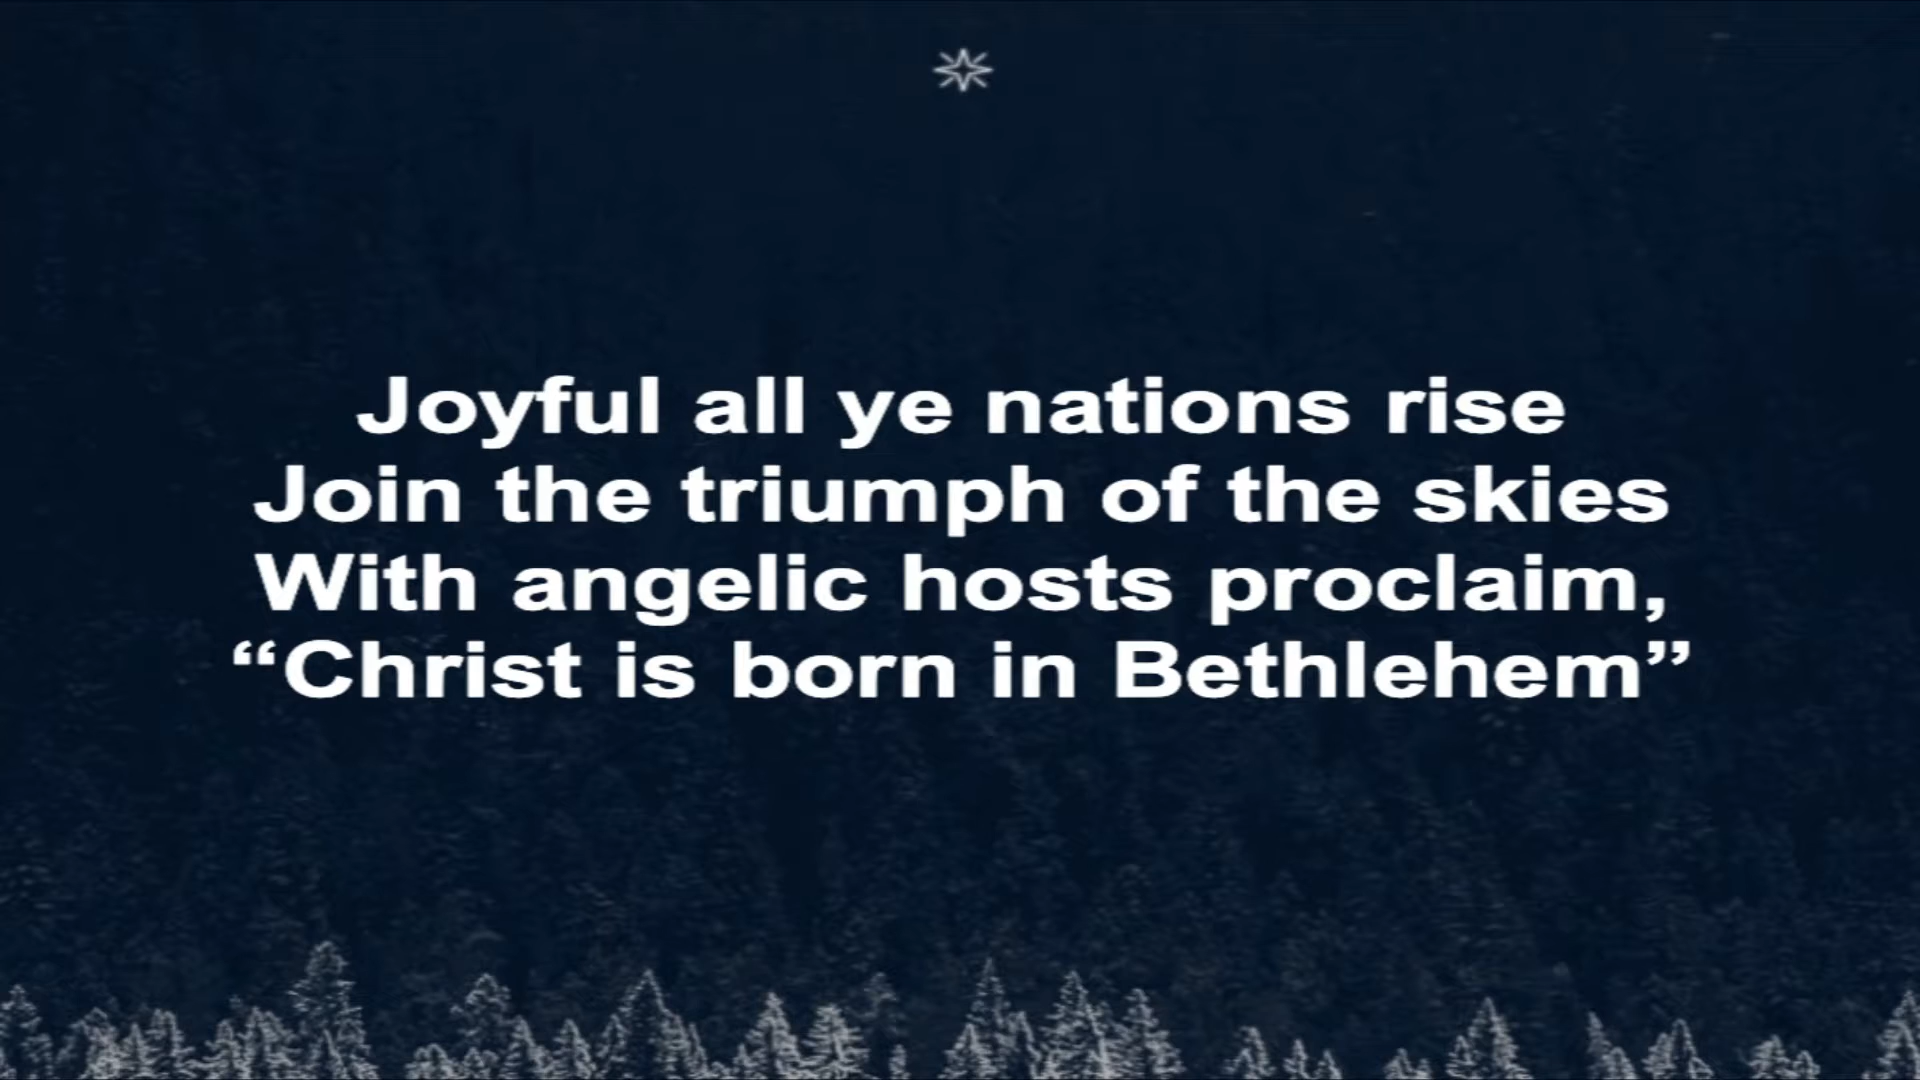 Joyful all ye nations rise
Join the triumph of the skies
With angelic hosts proclaim,
“Christ is born in Bethlehem”